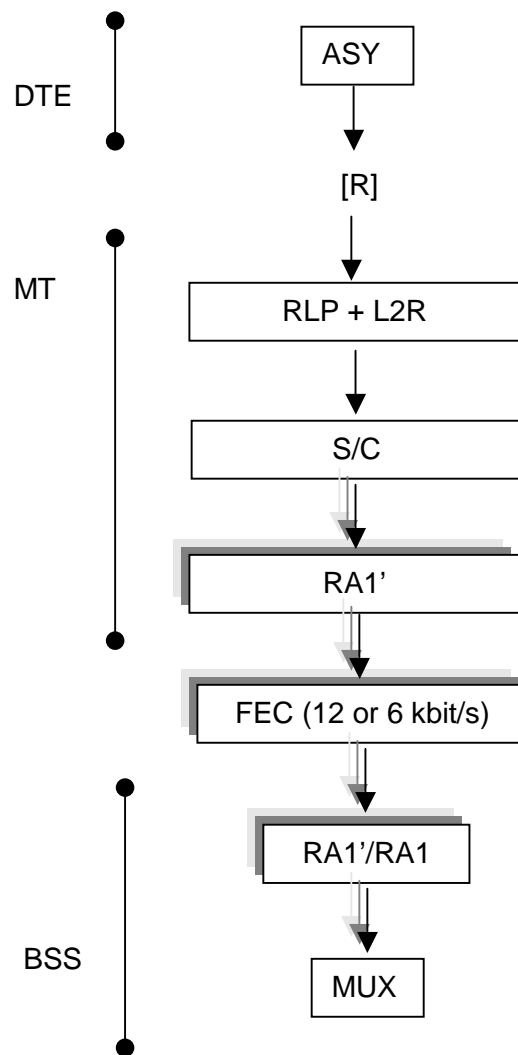 ASY
DTE
[R]
MT
RLP + L2R
S/C
RA1’
FEC (12 or 6 kbit/s)
RA1’/RA1
BSS
MUX